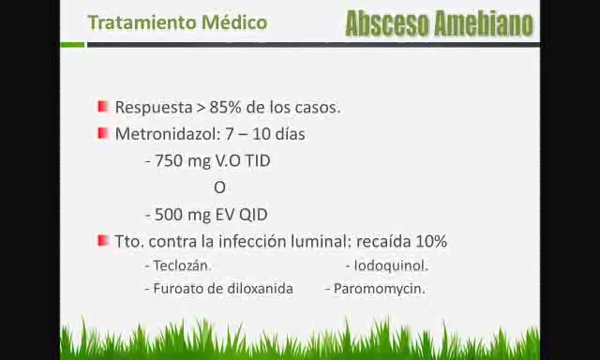 Tratamiento Médico
Absceso Amebiano
Respuesta > 85% de los casos.
Metronidazol: 7 – 10 días
- 750 mg V.O TID
O
- 500 mg EV QID
Tto. contra la infección luminal: recaída 10%
- Teclozán.
- Iodoquinol.
- Furoato de diloxanida
- Paromomycin.